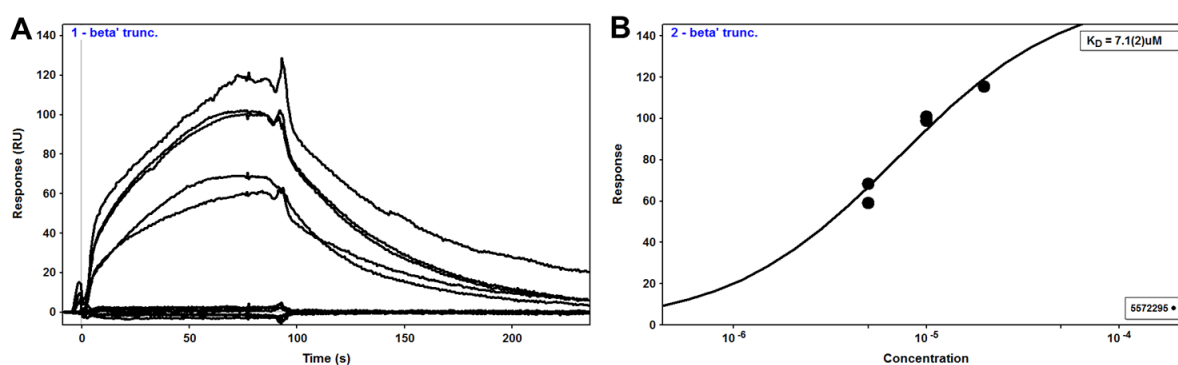 A
1 - beta' trunc.
140
120
100
80
60
40
20
0
Response (RU)
0
50
100
150
200
Time (s)
B
2 - beta' trunc.
K_D = 7.1(2)uM
140
120
100
80
60
40
20
0
Response
10^-6
10^-5
10^-4
Concentration
5572295